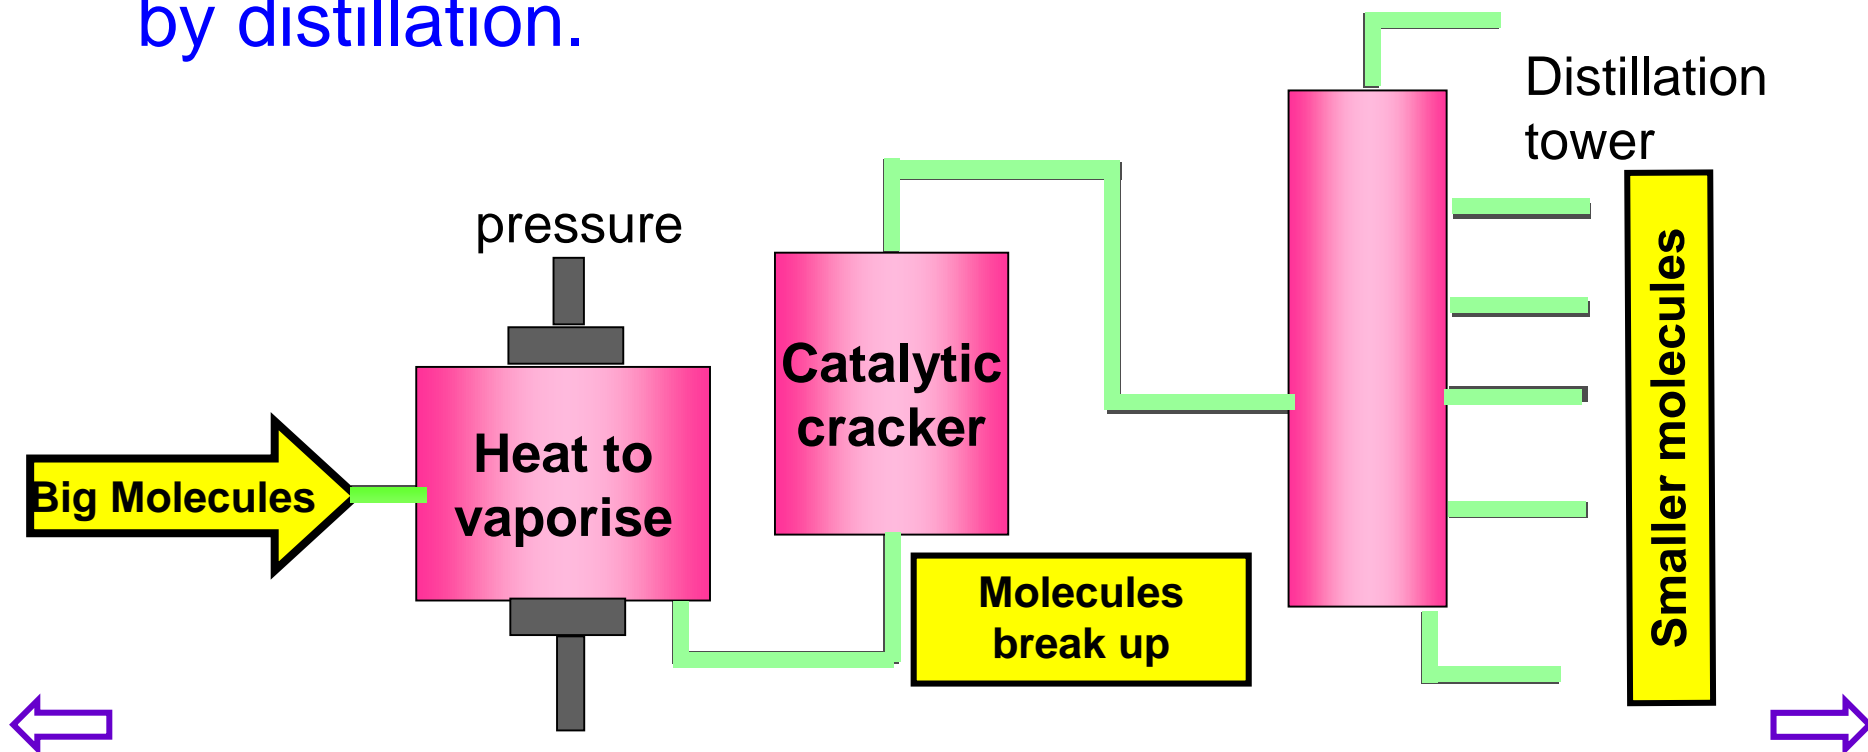 by distillation.
Distillation
tower
pressure
Catalytic
cracker
Heat to
vaporise
Big Molecules
Molecules
break up
Smaller molecules